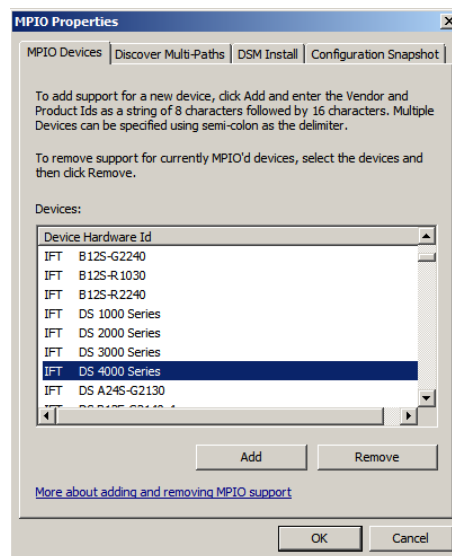 MPIO Properties
MPIO Devices Discover Multi-Paths DSM Install Configuration Snapshot
To add support for a new device, click Add and enter the Vendor and
Product Ids as a string of 8 characters followed by 16 characters. Multiple
Devices can be specified using semi-colon as the delimiter.
To remove support for currently MPIO'd devices, select the devices and
then click Remove.
Devices:
Device Hardware Id
IFT B12S-G2240
IFT B12S-R1030
IFT B12S-R2240
IFT DS 1000 Series
IFT DS 2000 Series
IFT DS 3000 Series
IFT DS 4000 Series
IFT DS A24S-G2130
Add Remove
More about adding and removing MPIO support
OK Cancel